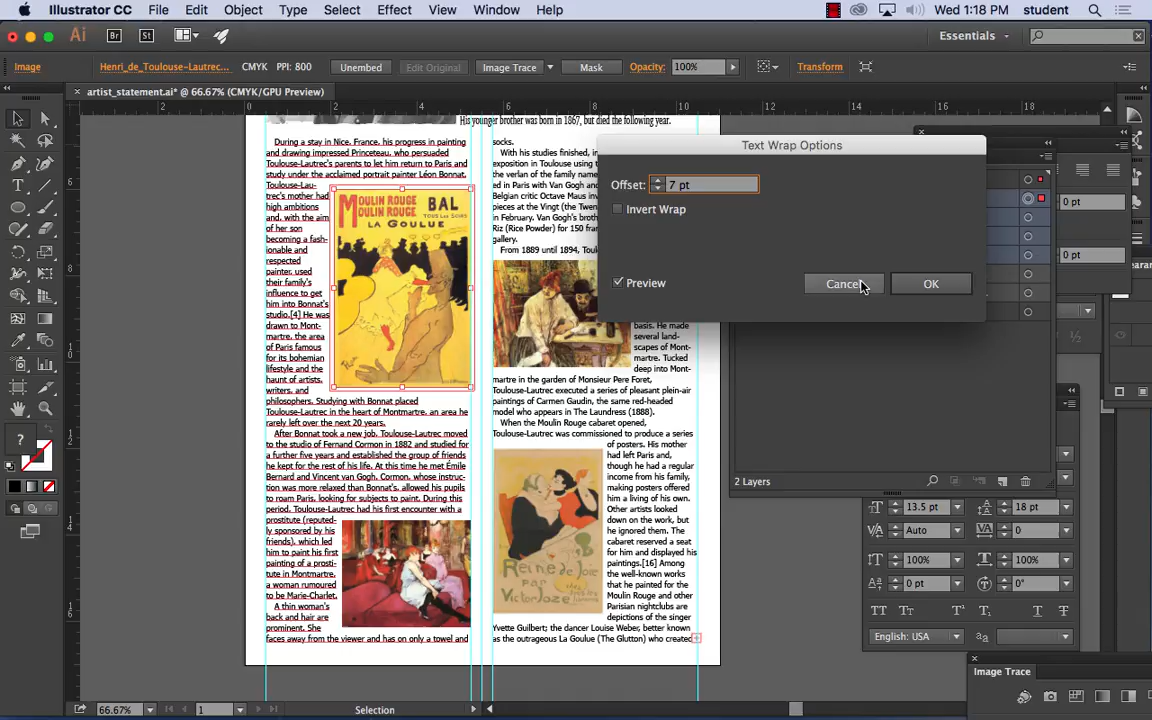 Illustrator CC File Edit Object Type Select Effect View Window Help Wed 1:18 PM student
Ai Br St Essentials
Image Henri_de_Toulouse-Lautrec... CMYK PPI: 800 Unembed Edit Original Image Trace Mask Opacity: 100% Transform
artist_statement.ai* @ 66.67% (CMYK/GPU Preview)
2 0 2 4 6 8 10 12 14 16 18
His younger brother was born in 1867, but died the following year.
During a stay in Nice, France, his progress in painting
and drawing impressed Princeteau, who persuaded
Toulouse-Lautrec's parents to let him return to Paris and
study under the acclaimed portrait painter Léon Bonnat.
Toulouse-Lau-
trec's mother had
high ambitions
and, with the aim
of her son
becoming a fash-
ionable and
respected
painter, used
their family's
influence to get
him into Bonnat's
studio.[4] He was
drawn to Mont-
martre, the area
of Paris famous
for its bohemian
lifestyle and the
haunt of artists,
writers, and
philosophers. Studying with Bonnat placed
Toulouse-Lautrec in the heart of Montmartre, an area he
rarely left over the next 20 years.
After Bonnat took a new job, Toulouse-Lautrec moved
to the studio of Fernand Cormon in 1882 and studied for
a further five years and established the group of friends
he kept for the rest of his life. At this time he met Émile
Bernard and Vincent van Gogh. Cormon, whose instruc-
tion was more relaxed than Bonnat's, allowed his pupils
to roam Paris, looking for subjects to paint. During this
period, Toulouse-Lautrec had his first encounter with a
prostitute (reputed-
ly sponsored by his
friends), which led
him to paint his first
painting of a prosti-
tute in Montmartre,
a woman rumoured
to be Marie-Charlet.
A thin woman's
back and hair are
prominent. She
faces away from the viewer and has on only a towel and
MOULIN ROUGE BAL
MOULIN ROUGE TOUS LES SOIRS
LA GOULUE
socks.
With his studies finished, in
exposition in Toulouse using t
the verlan of the family name
ed in Paris with Van Gogh and
Belgian critic Octave Maus inv
pieces at the Vingt (the Twent
in February. Van Gogh's broth
Riz (Rice Powder) for 150 fran
gallery.
From 1889 until 1894, Toul
basis. He made
several land-
scapes of Mont-
martre. Tucked
deep into Mont-
martre in the garden of Monsieur Pere Foret,
Toulouse-Lautrec executed a series of pleasant plein-air
paintings of Carmen Gaudin, the same red-headed
model who appears in The Laundress (1888).
When the Moulin Rouge cabaret opened,
Toulouse-Lautrec was commissioned to produce a series
of posters. His mother
had left Paris and,
though he had a regular
income from his family,
making posters offered
him a living of his own.
Other artists looked
down on the work, but
he ignored them. The
cabaret reserved a seat
for him and displayed his
paintings.[16] Among
the well-known works
that he painted for the
Moulin Rouge and other
Parisian nightclubs are
depictions of the singer
Yvette Guilbert; the dancer Louise Weber, better known
as the outrageous La Goulue (The Glutton) who created
Reine de Joie
par
Victor Joze
Text Wrap Options
Offset: 7 pt
Invert Wrap
Preview
Cancel OK
0 pt
0 pt
2 Layers
13.5 pt 18 pt
Auto 0
100% 100%
0 pt 0°
TT Tr T¹ T₁ T T
English: USA
Image Trace
66.67% 1 Selection